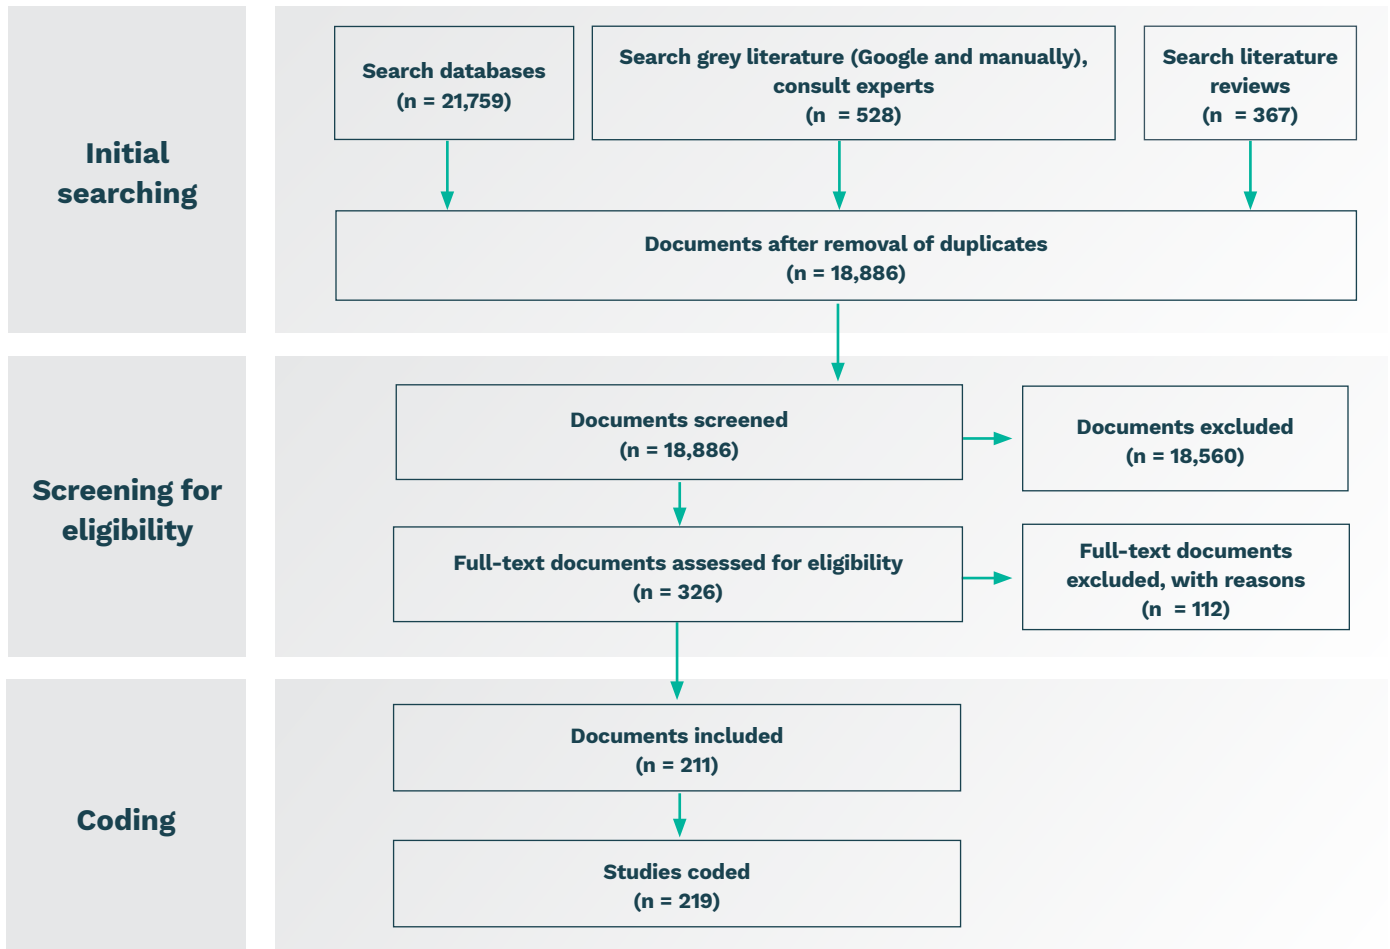 Initial
searching
Search databases
(n = 21,759)
Search grey literature (Google and manually),
consult experts
(n  = 528)
Search literature
reviews
(n  = 367)
Documents after removal of duplicates
(n = 18,886)
Screening for
eligibility
Documents screened
(n = 18,886)
Documents excluded
(n = 18,560)
Full-text documents assessed for eligibility
(n = 326)
Full-text documents
excluded, with reasons
(n  = 112)
Coding
Documents included
(n = 211)
Studies coded
(n = 219)